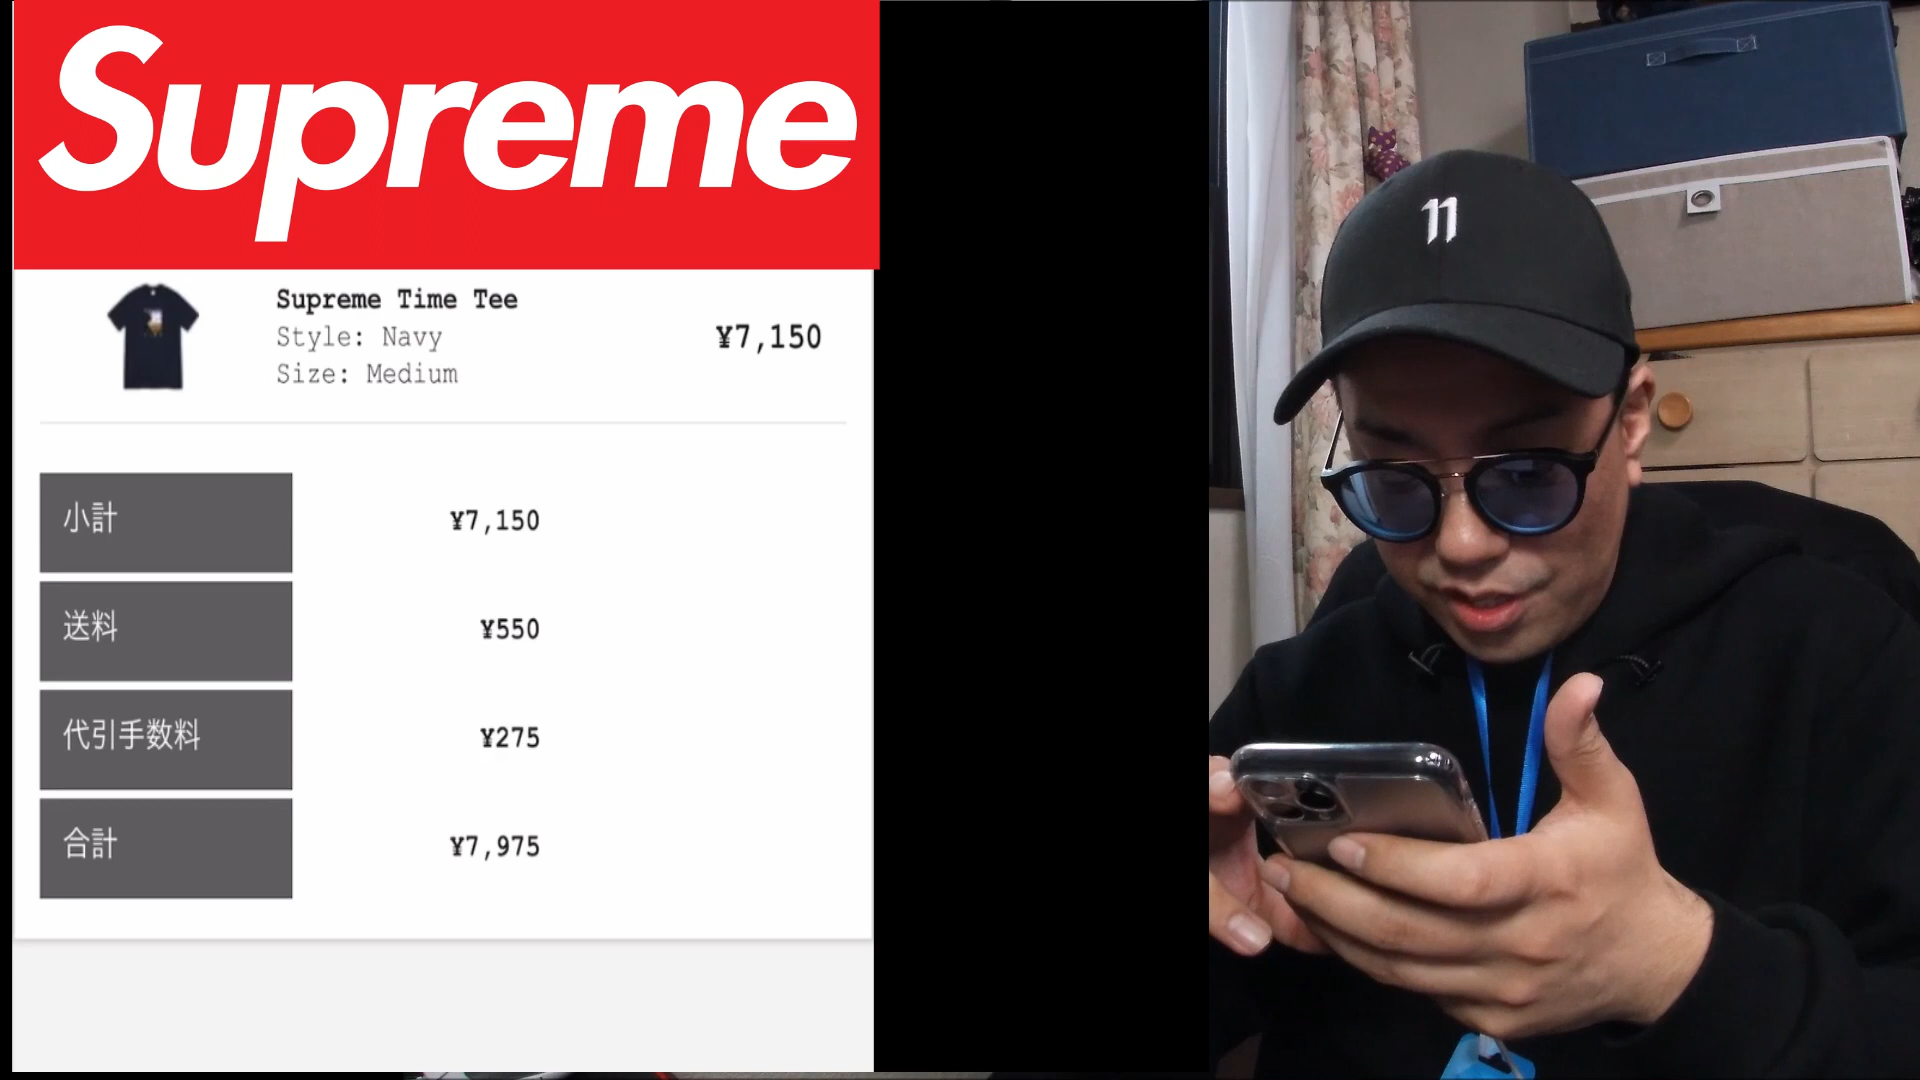 Supreme
Supreme Time Tee
Style: Navy
Size: Medium
¥7,150
小計 ¥7,150
送料 ¥550
代引手数料 ¥275
合計 ¥7,975
11